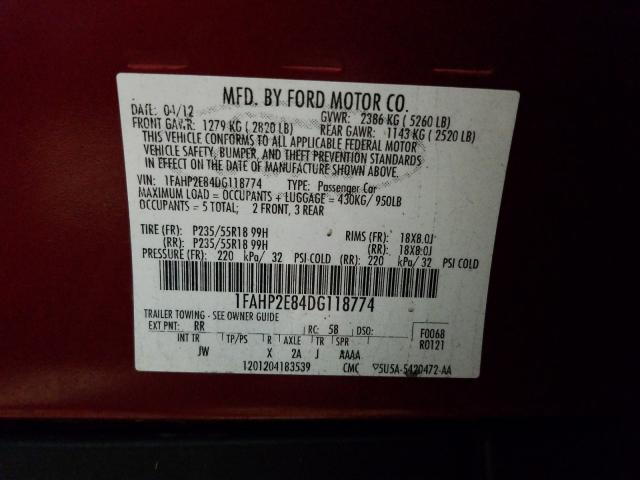 MFD. BY FORD MOTOR CO.
DATE: 04/12 GVWR: 2386 KG ( 5260 LB)
FRONT GAWR: 1279 KG ( 2820 LB) REAR GAWR: 1143 KG ( 2520 LB)
THIS VEHICLE CONFORMS TO ALL APPLICABLE FEDERAL MOTOR
VEHICLE SAFETY, BUMPER, AND THEFT PREVENTION STANDARDS
IN EFFECT ON THE DATE OF MANUFACTURE SHOWN ABOVE.
VIN: 1FAHP2E84DG118774 TYPE: Passenger Car
MAXIMUM LOAD = OCCUPANTS + LUGGAGE = 430KG/ 950LB
OCCUPANTS = 5 TOTAL; 2 FRONT, 3 REAR
TIRE (FR): P235/55R18 99H RIMS (FR): 18X8.0J
(RR): P235/55R18 99H (RR): 18X8.0J
PRESSURE (FR): 220 kPa/ 32 PSI COLD (RR): 220 kPa/ 32 PSI COLD
1FAHP2E84DG118774
TRAILER TOWING - SEE OWNER GUIDE
EXT PNT: RR RC: 58 DSO: F0068
INT TR TP/PS R AXLE TR SPR R0121
JW X 2A J AAAA
1201204183539 CMC 5U5A-5420472-AA